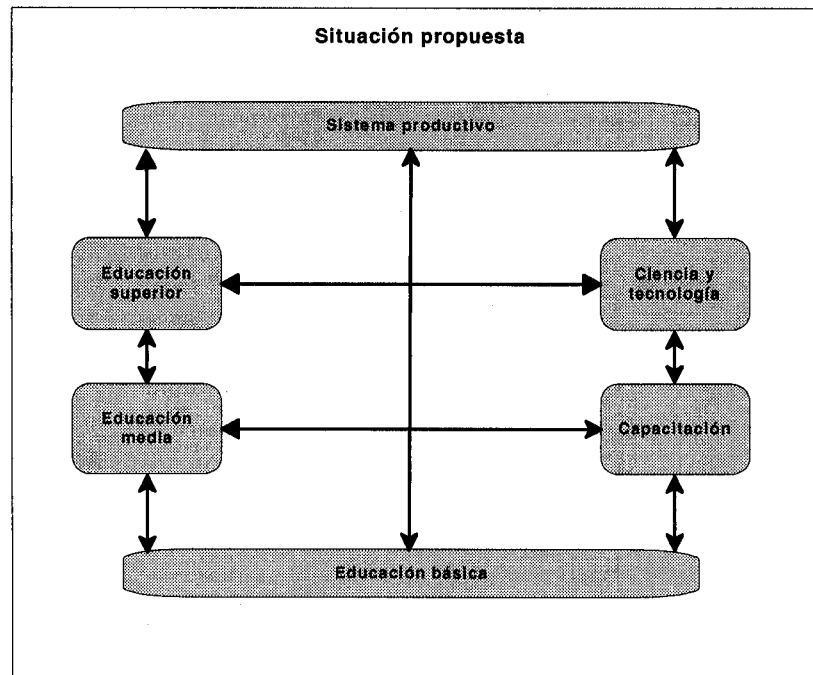 Situación propuesta
Sistema productivo
Educación
superior
Ciencia y
tecnología
Educación
media
Capacitación
Educación básica